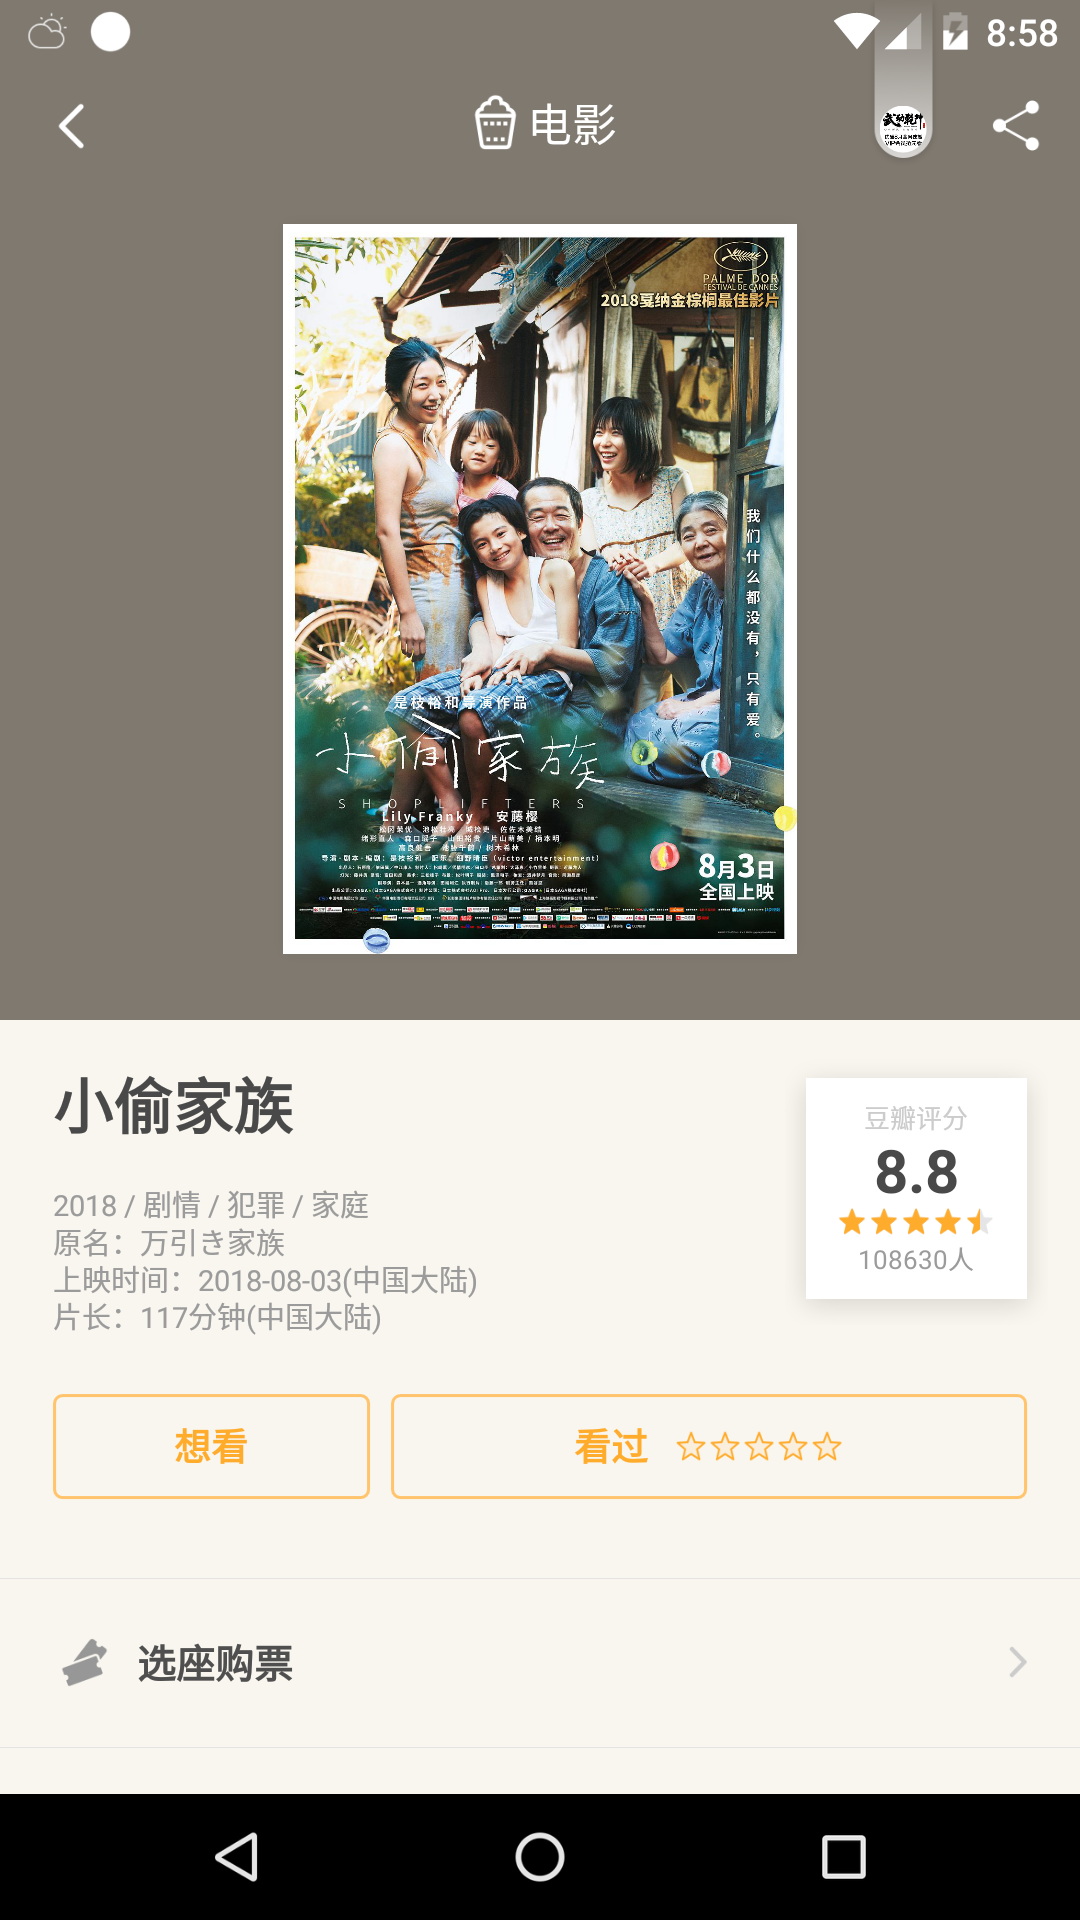 8:58
电影
PALME D'OR
FESTIVAL DE CANNES
2018戛纳金棕榈最佳影片
我们什么都没有，只有爱。
是枝裕和导演作品
小偷家族
SHOPLIFTERS
Lily Franky 安藤樱
8月3日
全国上映
小偷家族
豆瓣评分
8.8
108630人
2018 / 剧情 / 犯罪 / 家庭
原名：万引き家族
上映时间：2018-08-03(中国大陆)
片长：117分钟(中国大陆)
想看
看过
选座购票